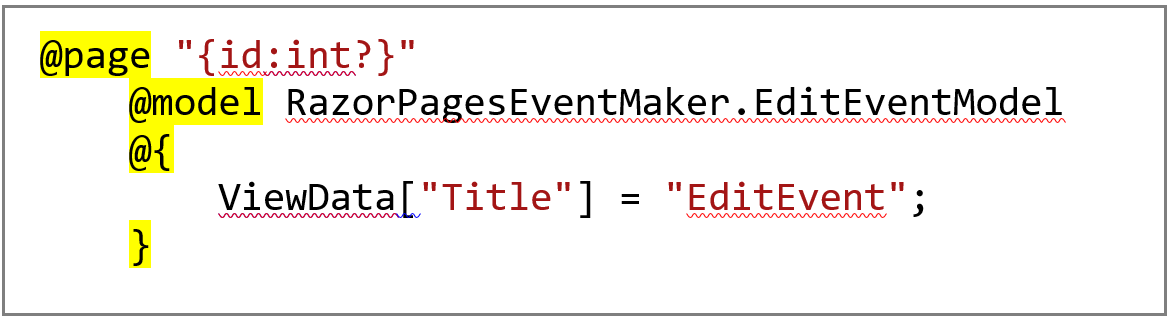 @page "{id:int?}"
@model RazorPagesEventMaker.EditEventModel
@{
ViewData["Title"] = "EditEvent";
}